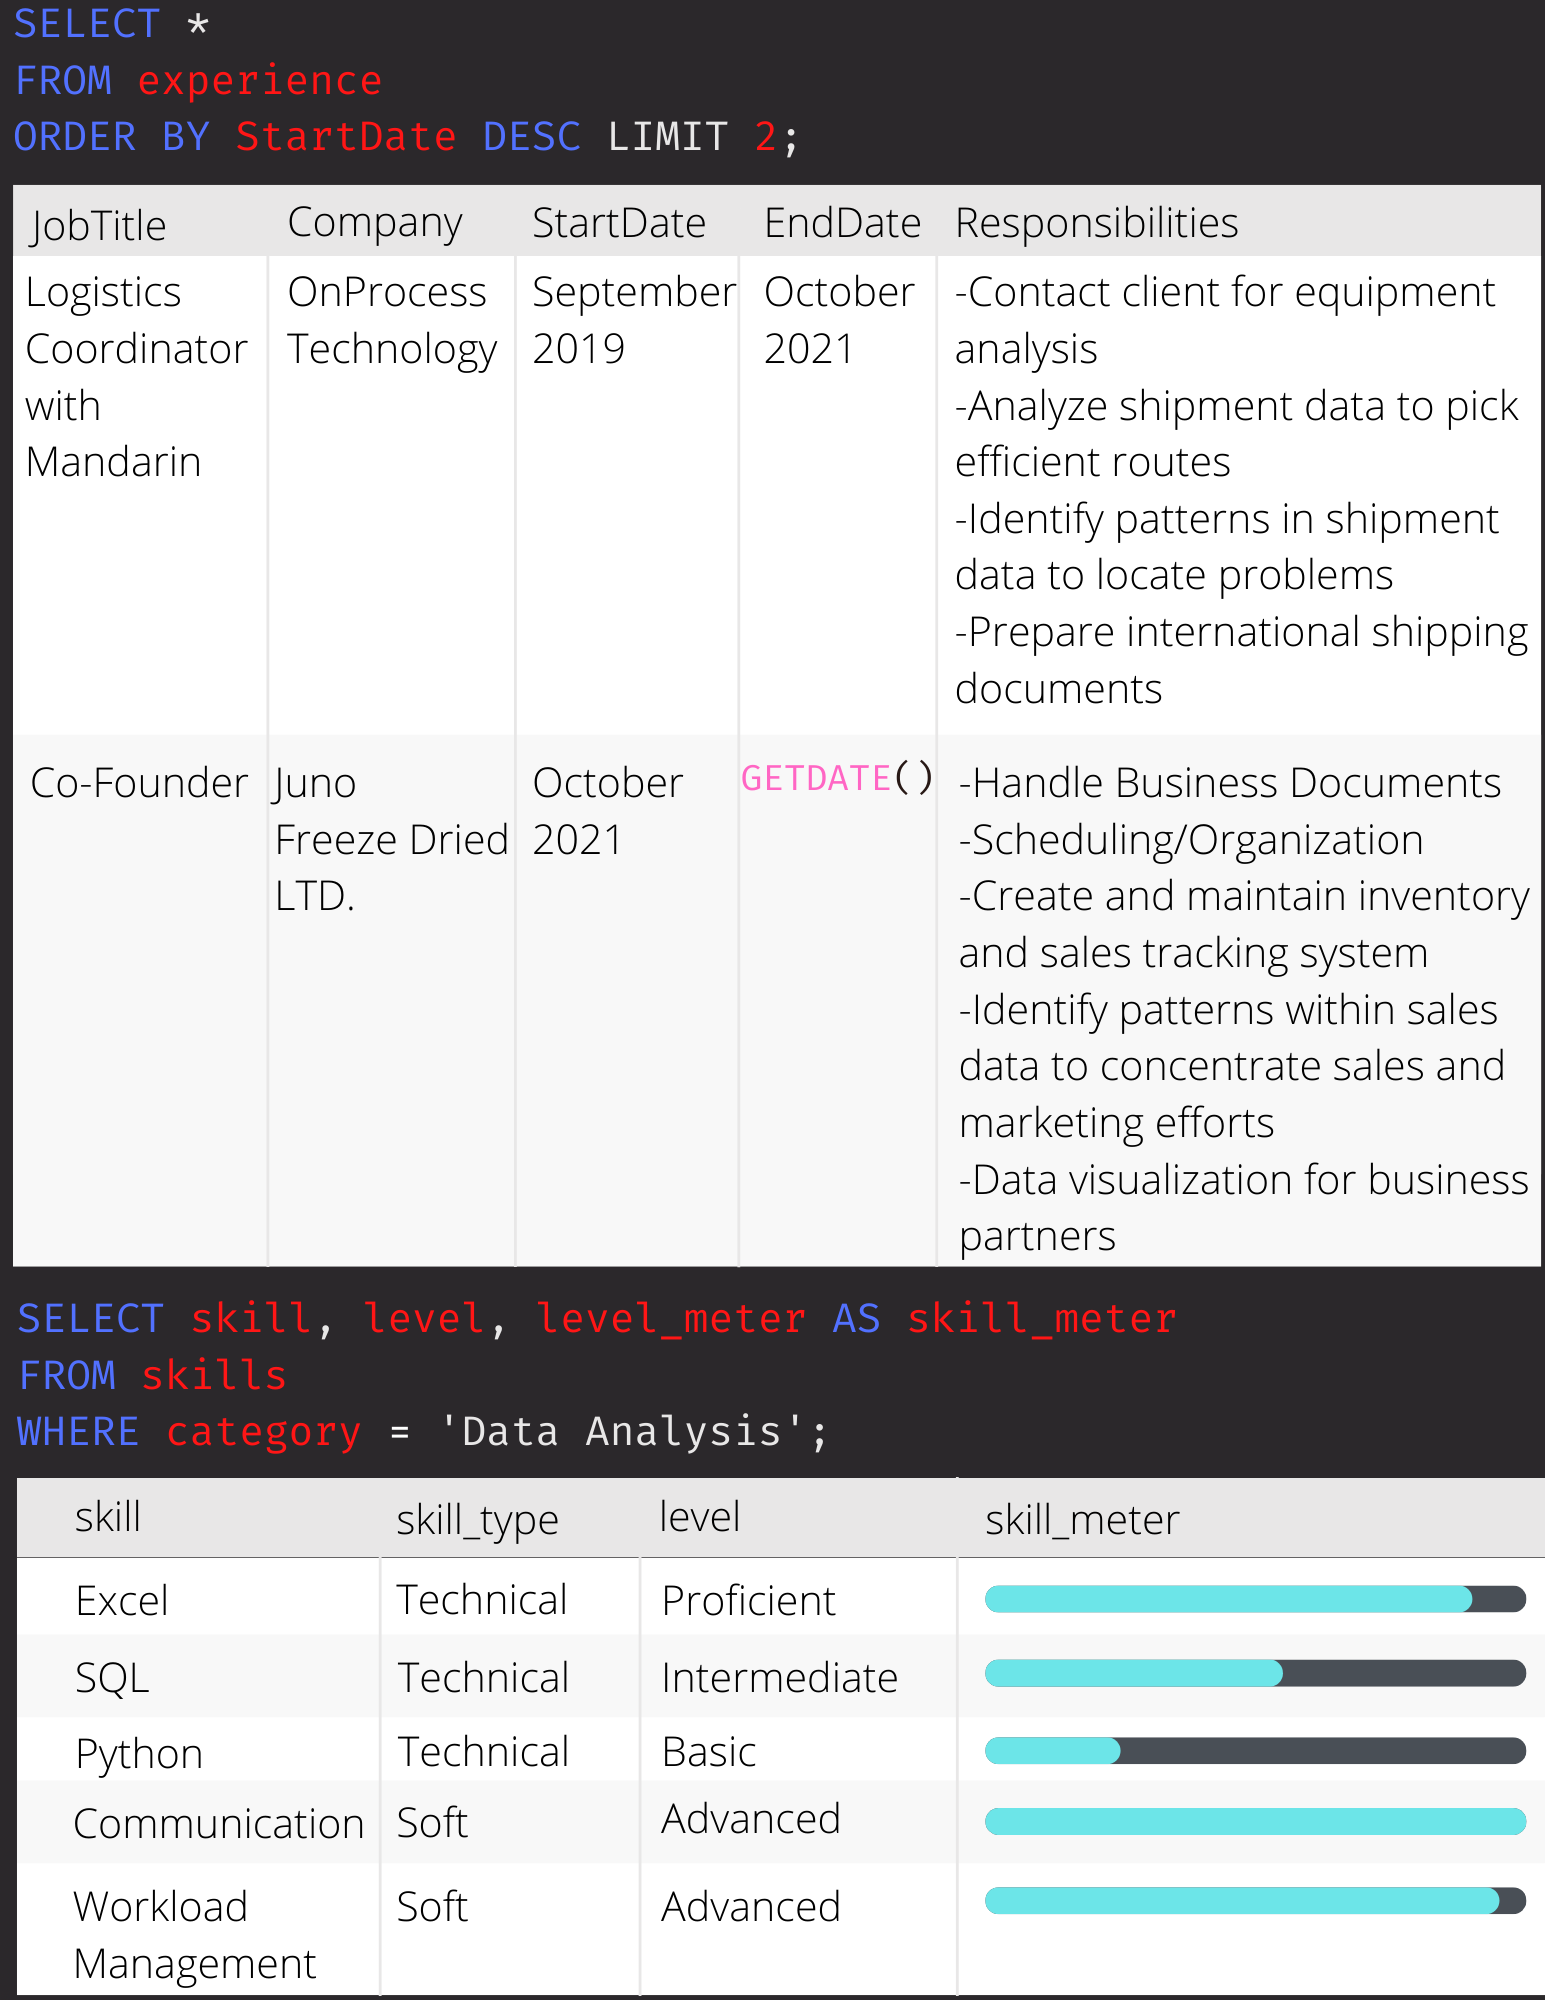 SELECT *
FROM experience
ORDER BY StartDate DESC LIMIT 2;
JobTitle Company StartDate EndDate Responsibilities
Logistics
Coordinator
with
Mandarin
OnProcess
Technology
September
2019
October
2021
-Contact client for equipment
analysis
-Analyze shipment data to pick
efficient routes
-Identify patterns in shipment
data to locate problems
-Prepare international shipping
documents
Co-Founder
Juno
Freeze Dried
LTD.
October
2021
GETDATE()
-Handle Business Documents
-Scheduling/Organization
-Create and maintain inventory
and sales tracking system
-Identify patterns within sales
data to concentrate sales and
marketing efforts
-Data visualization for business
partners
SELECT skill, level, level_meter AS skill_meter
FROM skills
WHERE category = 'Data Analysis';
skill skill_type level skill_meter
Excel Technical Proficient
SQL Technical Intermediate
Python Technical Basic
Communication Soft Advanced
Workload
Management
Soft Advanced